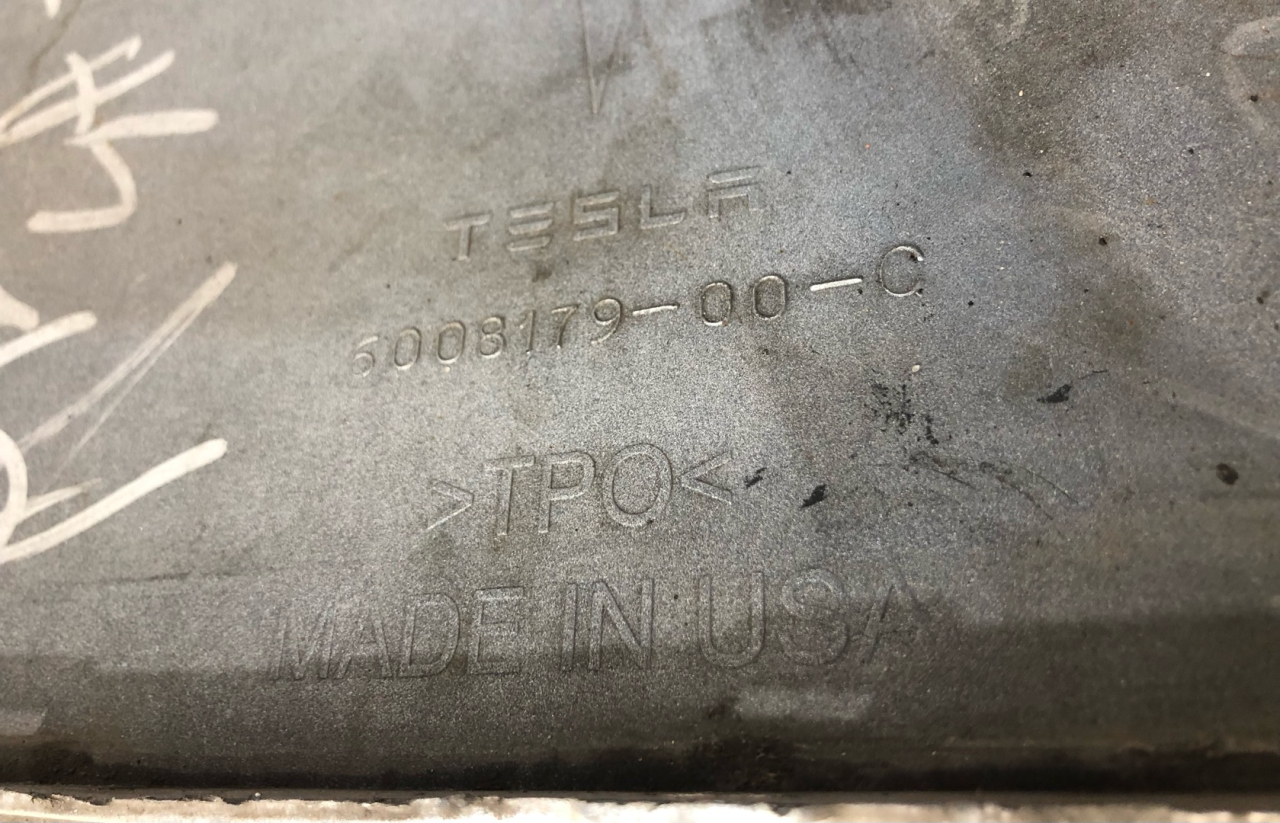 TESLA
6008179-00-C
>TPO<
MADE IN USA